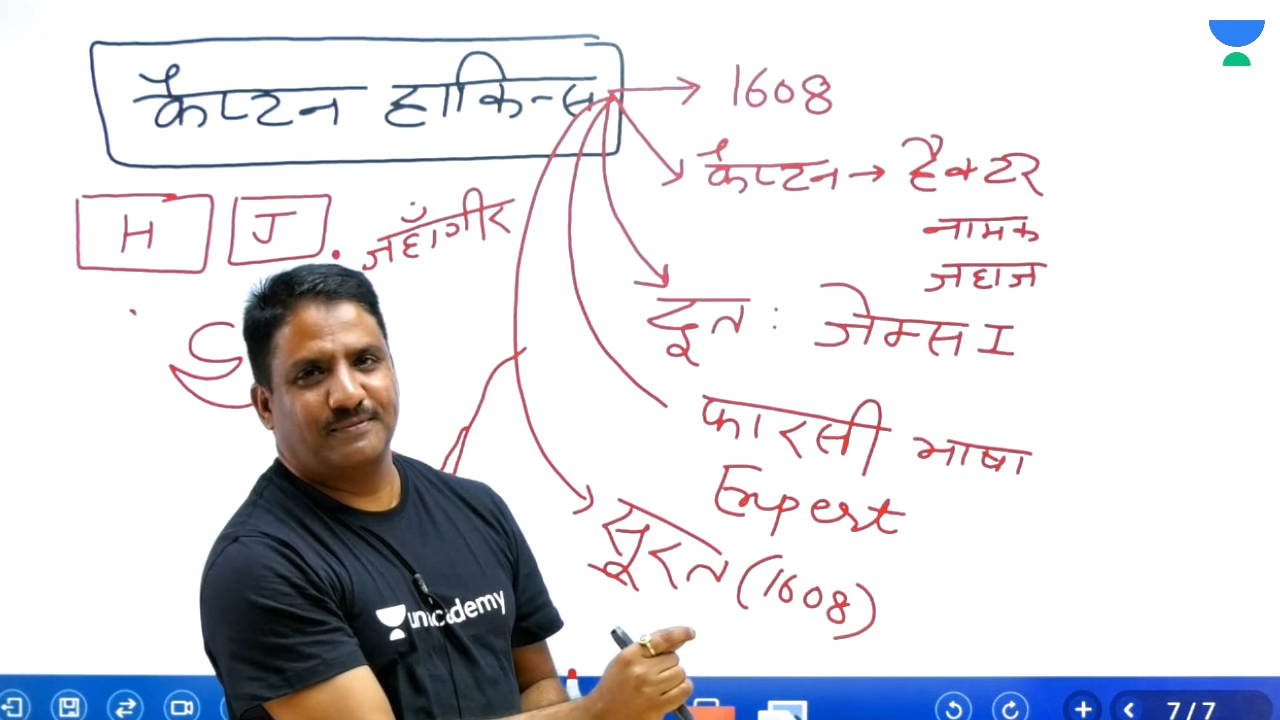 कैप्टन हाकिन्स
1608
कैप्टन → हैक्टर
नामक
जहाज
H
J
जहाँगीर
दूत : जेम्स I
फारसी भाषा
Expert
सूरत (1608)
unacademy
7/7